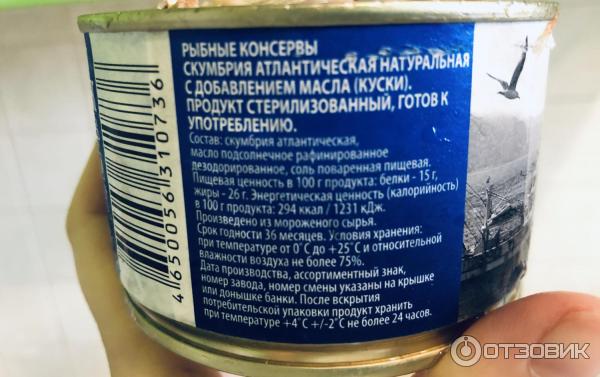 РЫБНЫЕ КОНСЕРВЫ
СКУМБРИЯ АТЛАНТИЧЕСКАЯ НАТУРАЛЬНАЯ
С ДОБАВЛЕНИЕМ МАСЛА (КУСКИ).
ПРОДУКТ СТЕРИЛИЗОВАННЫЙ, ГОТОВ К
УПОТРЕБЛЕНИЮ.
Состав: скумбрия атлантическая,
масло подсолнечное рафинированное
дезодорированное, соль поваренная пищевая.
Пищевая ценность в 100 г продукта: белки - 15 г,
жиры - 26 г. Энергетическая ценность (калорийность)
в 100 г продукта: 294 ккал / 1231 кДж.
Произведено из мороженого сырья.
Срок годности 36 месяцев. Условия хранения:
при температуре от 0°С до +25°С и относительной
влажности воздуха не более 75%.
Дата производства, ассортиментный знак,
номер завода, номер смены указаны на крышке
или донышке банки. После вскрытия
потребительской упаковки продукт хранить
при температуре +4°С +/-2°С не более 24 часов.
4 650056 310736
ОТЗОВИК